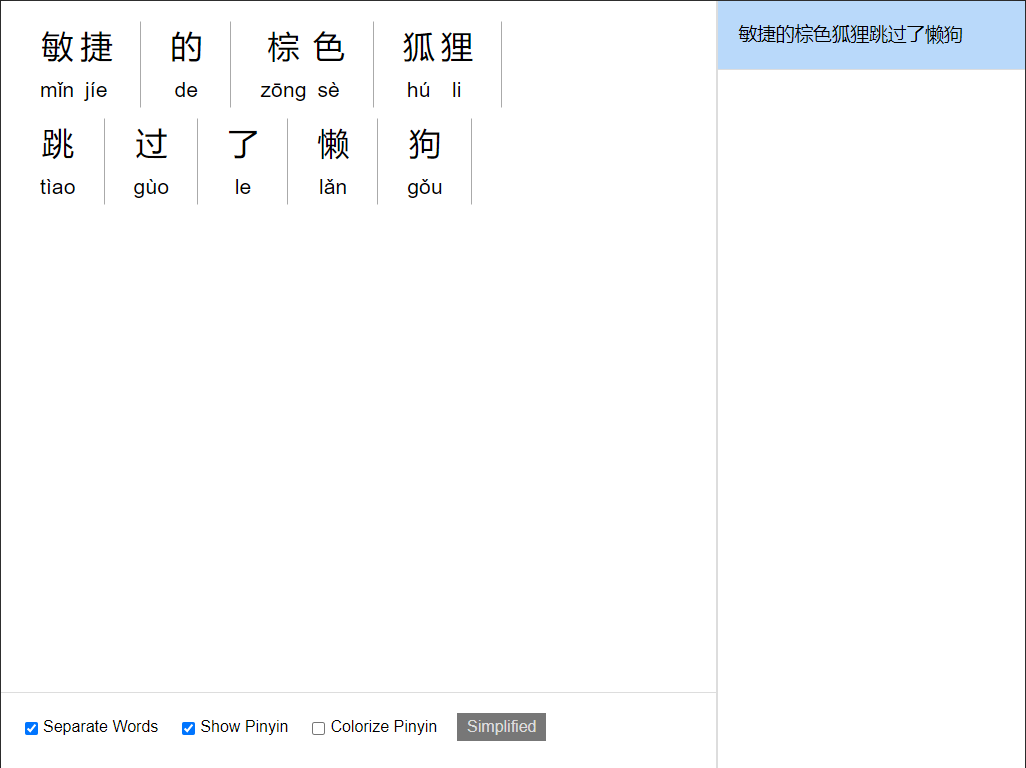 敏捷 的 棕色 狐狸
mǐn jíe de zōng sè hú li
跳 过 了 懒 狗
tìao gùo le lǎn gǒu
敏捷的棕色狐狸跳过了懒狗
Separate Words Show Pinyin Colorize Pinyin Simplified